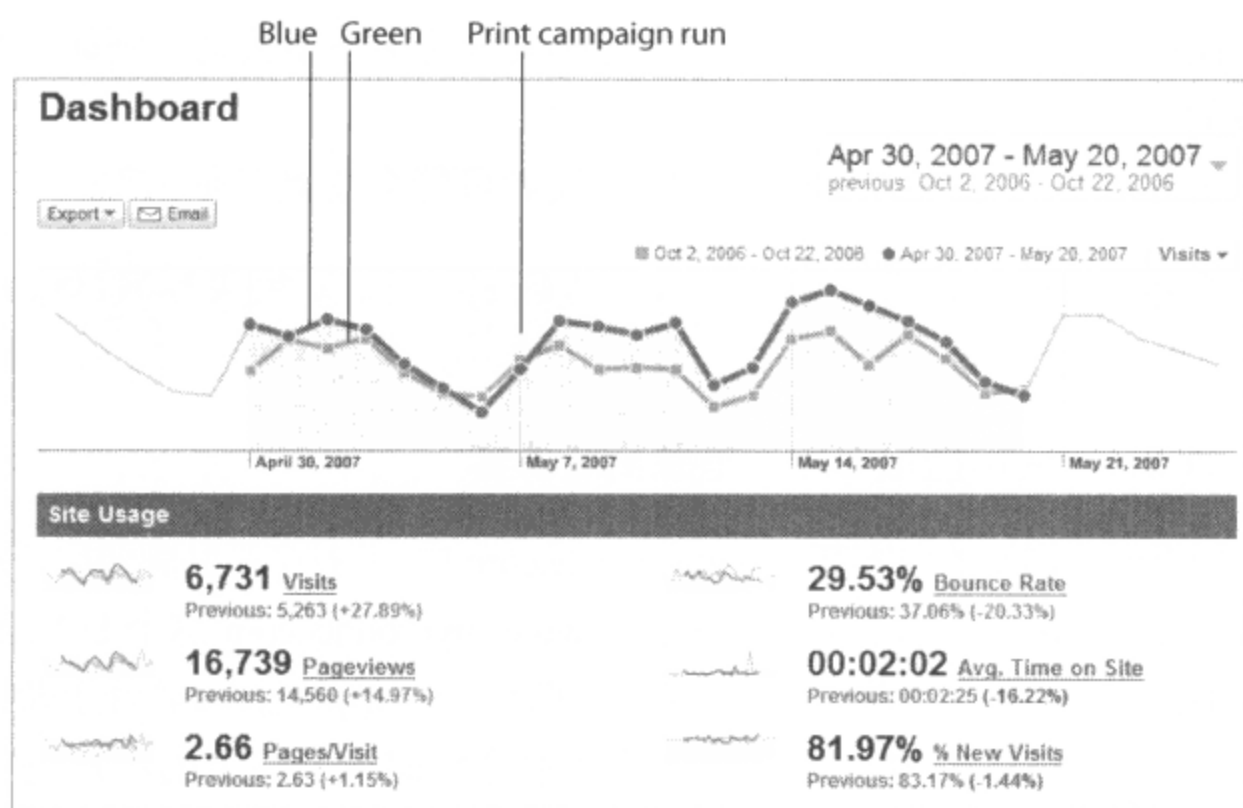 Blue Green Print campaign run
Dashboard
Apr 30, 2007 - May 20, 2007
previous Oct 2, 2006 - Oct 22, 2006
Export Email
Oct 2, 2006 - Oct 22, 2006 Apr 30, 2007 - May 20, 2007 Visits
April 30, 2007 May 7, 2007 May 14, 2007 May 21, 2007
Site Usage
6,731 Visits
Previous: 5,263 (+27.89%)
29.53% Bounce Rate
Previous: 37.06% (-20.33%)
16,739 Pageviews
Previous: 14,560 (+14.97%)
00:02:02 Avg. Time on Site
Previous: 00:02:25 (-16.22%)
2.66 Pages/Visit
Previous: 2.63 (+1.15%)
81.97% % New Visits
Previous: 83.17% (-1.44%)